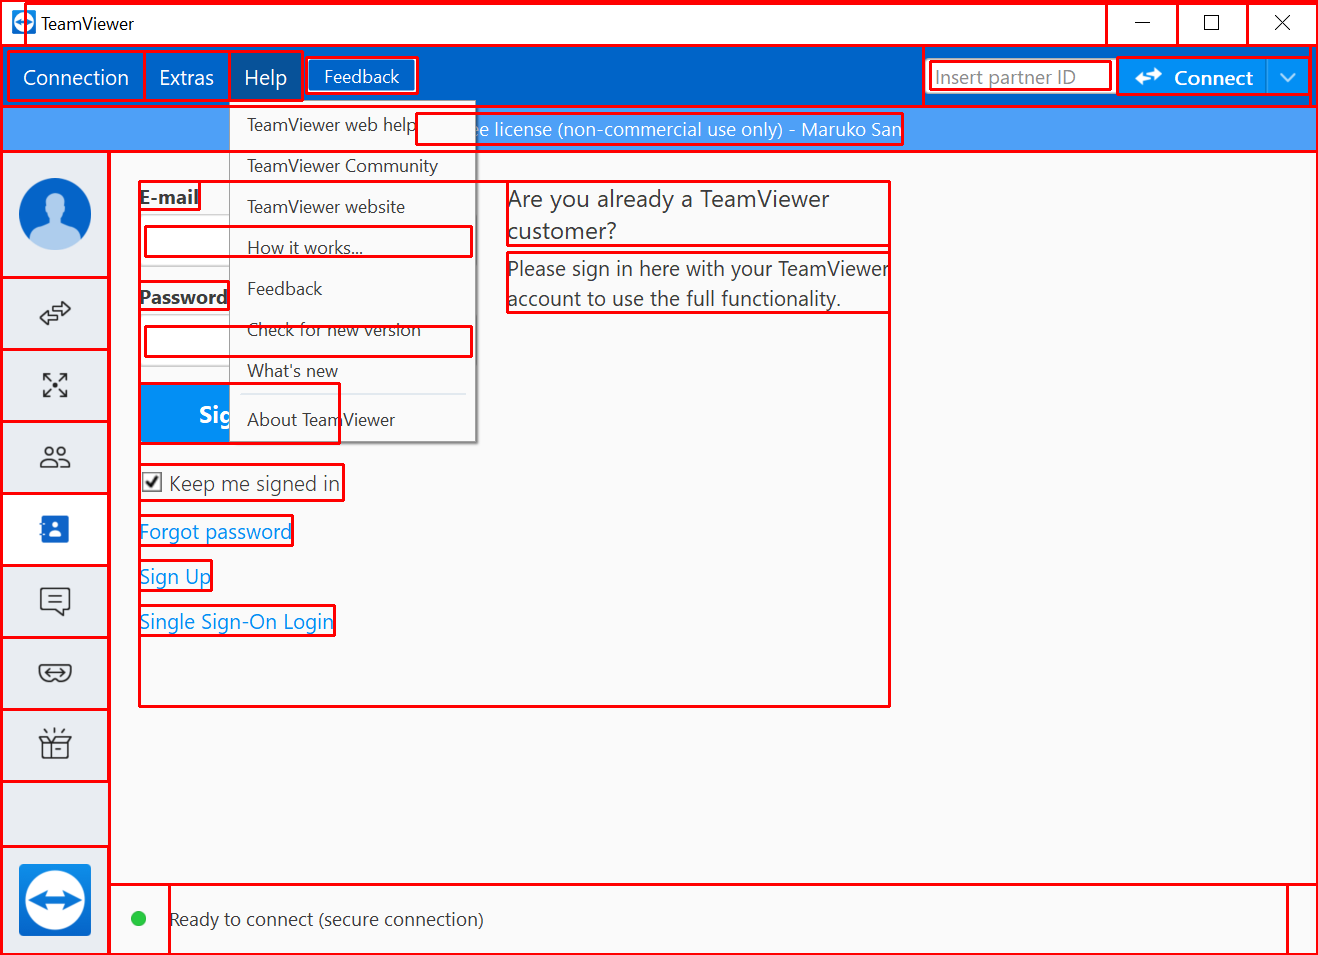 TeamViewer
Connection Extras Help Feedback Insert partner ID Connect
TeamViewer web help license (non-commercial use only) - Maruko San
TeamViewer Community
E-mail TeamViewer website Are you already a TeamViewer
customer?
How it works...
Password Feedback Please sign in here with your TeamViewer
account to use the full functionality.
Check for new version
What's new
About TeamViewer
Keep me signed in
Forgot password
Sign Up
Single Sign-On Login
Ready to connect (secure connection)